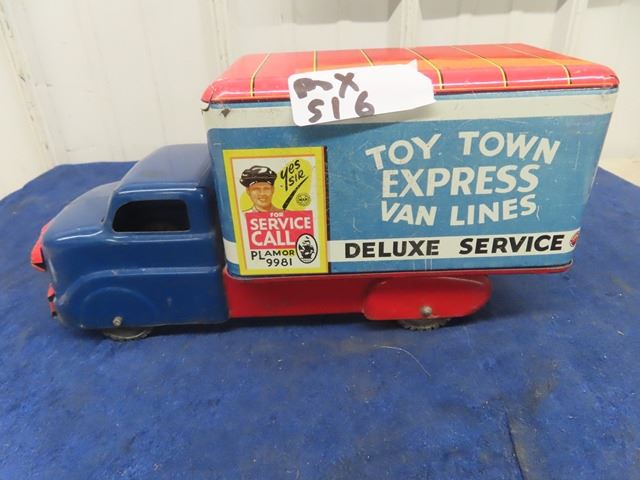 mx
516
yes
SIR
FOR
SERVICE
CALL
PLAMOR
9981
TOY TOWN
EXPRESS
VAN LINES
DELUXE SERVICE